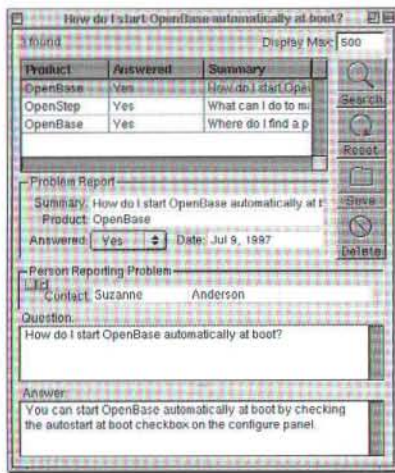 How do I start OpenBase automatically at boot?
3 found
Display Max: 500
Product Answered Summary
OpenBase Yes How do I start Open
OpenStep Yes What can I do to ma
OpenBase Yes Where do I find a p
Search
Reset
Save
Delete
Problem Report
Summary: How do I start OpenBase automatically at b
Product: OpenBase
Answered: Yes Date: Jul 9, 1997
Person Reporting Problem
Contact: Suzanne Anderson
Question:
How do I start OpenBase automatically at boot?
Answer:
You can start OpenBase automatically at boot by checking
the autostart at boot checkbox on the configure panel.